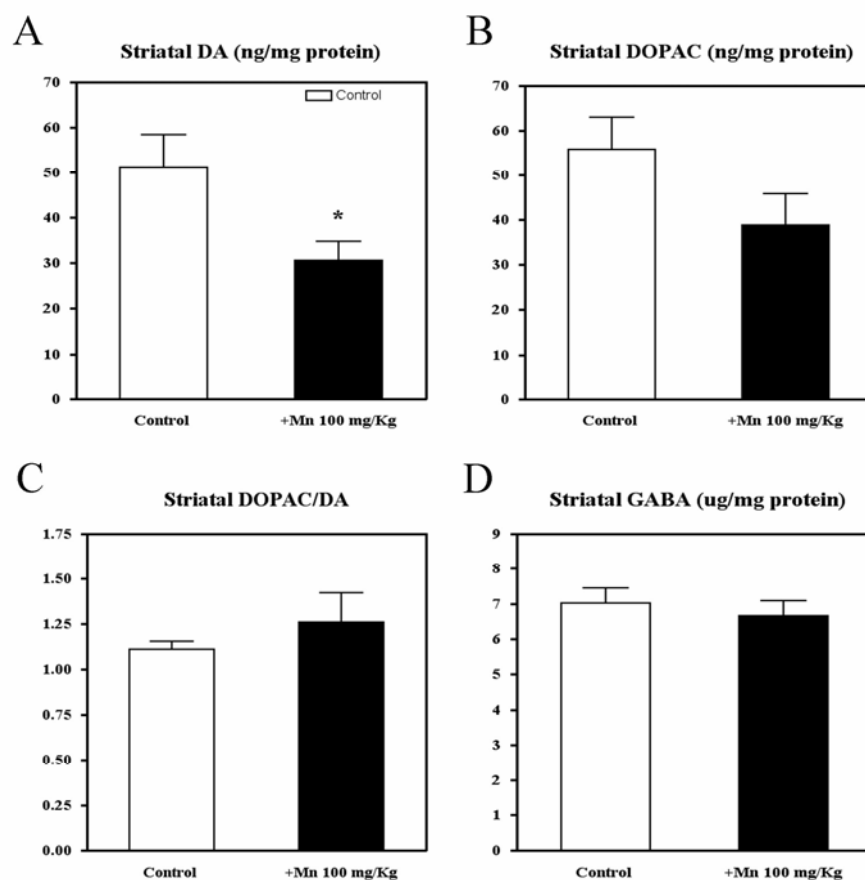 A
Striatal DA (ng/mg protein)
70
60
50
40
30
20
10
0
Control
*
Control
+Mn 100 mg/Kg
B
Striatal DOPAC (ng/mg protein)
70
60
50
40
30
20
10
0
Control
+Mn 100 mg/Kg
C
Striatal DOPAC/DA
1.75
1.50
1.25
1.00
0.75
0.50
0.25
0.00
Control
+Mn 100 mg/Kg
D
Striatal GABA (ug/mg protein)
9
8
7
6
5
4
3
2
1
0
Control
+Mn 100 mg/Kg